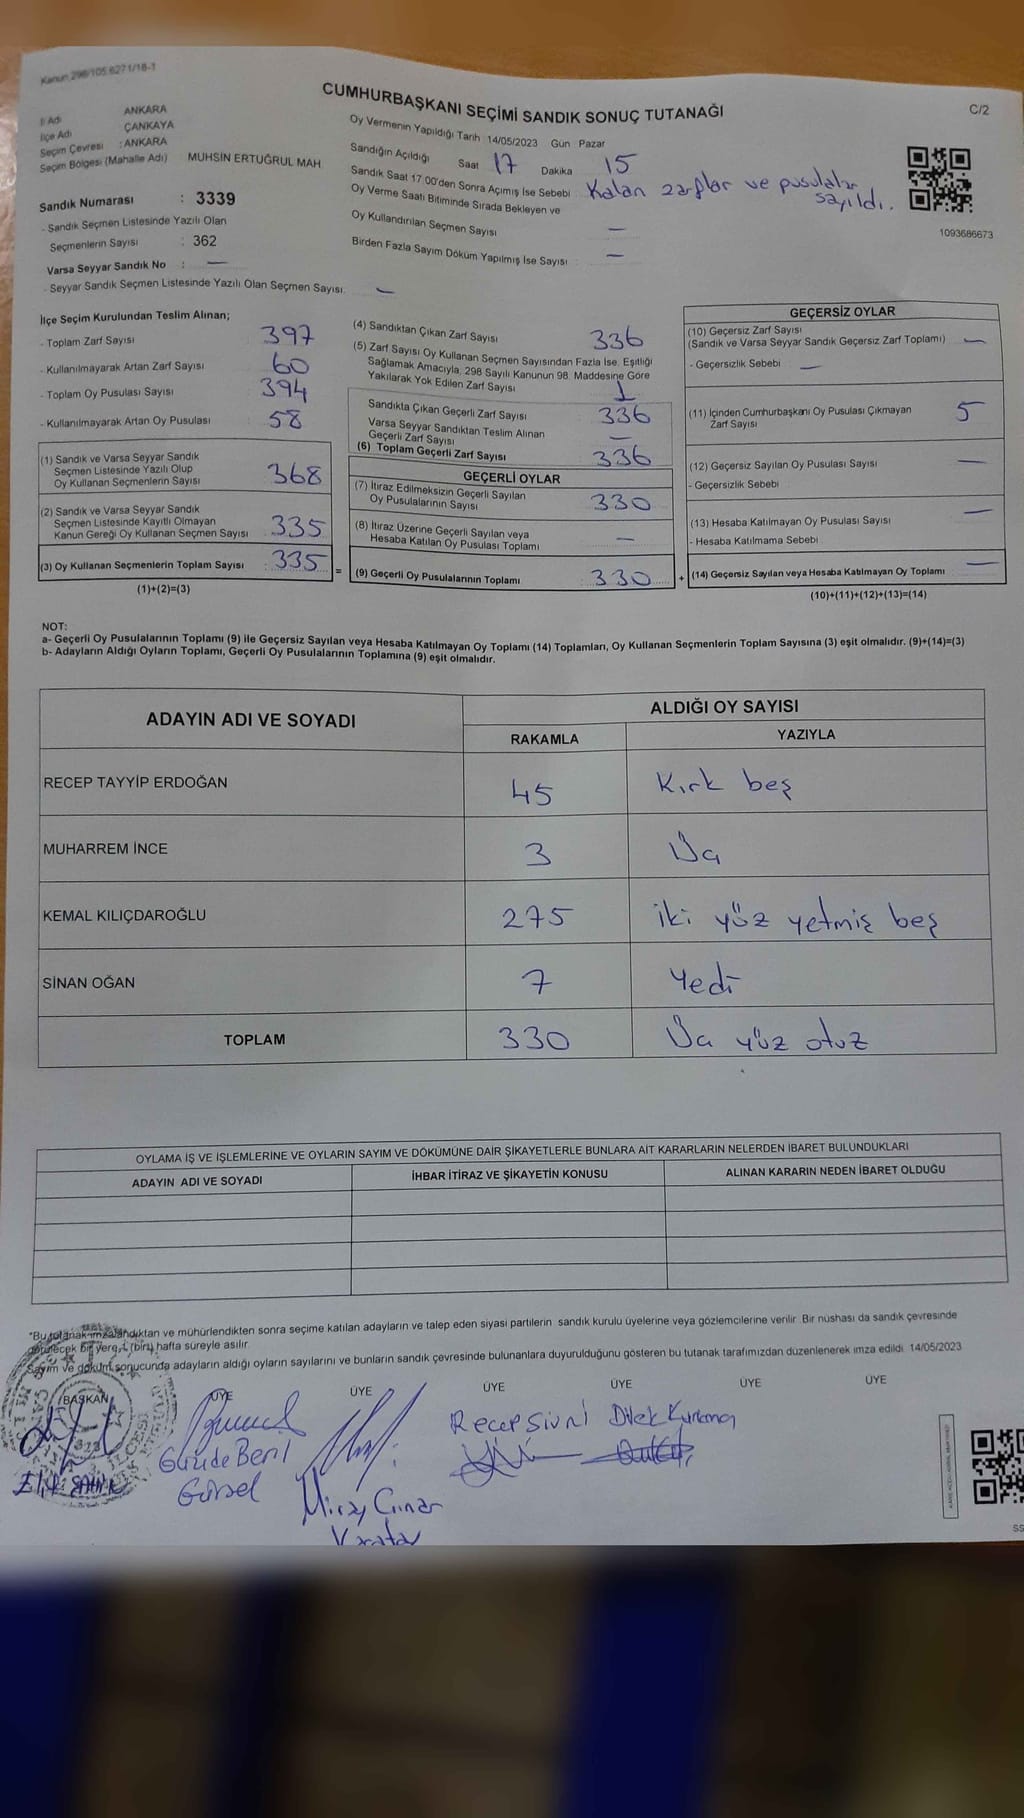 Kanun 298/105.6271/18-1
CUMHURBAŞKANI SEÇİMİ SANDIK SONUÇ TUTANAĞI
C/2
İl Adı ANKARA
İlçe Adı ÇANKAYA
Seçim Çevresi : ANKARA
Seçim Bölgesi (Mahalle Adı) MUHSİN ERTUĞRUL MAH.
Sandık Numarası : 3339
- Sandık Seçmen Listesinde Yazılı Olan
Seçmenlerin Sayısı : 362
Varsa Seyyar Sandık No : —
- Seyyar Sandık Seçmen Listesinde Yazılı Olan Seçmen Sayısı: —
Oy Vermenin Yapıldığı Tarih : 14/05/2023 Gün Pazar
Sandığın Açıldığı Saat 17 Dakika 15
Sandık Saat 17:00'den Sonra Açımış İse Sebebi : Kalan zarflar ve pusulalar
sayıldı.
Oy Verme Saati Bitiminde Sırada Bekleyen ve
Oy Kullandırılan Seçmen Sayısı —
Birden Fazla Sayım Döküm Yapılmış İse Sayısı : —
1093686673
İlçe Seçim Kurulundan Teslim Alınan;
- Toplam Zarf Sayısı : 397
- Kullanılmayarak Artan Zarf Sayısı : 60
- Toplam Oy Pusulası Sayısı : 394
- Kullanılmayarak Artan Oy Pusulası : 58
(1) Sandık ve Varsa Seyyar Sandık
Seçmen Listesinde Yazılı Olup
Oy Kullanan Seçmenlerin Sayısı : 368
(2) Sandık ve Varsa Seyyar Sandık
Seçmen Listesinde Kayıtlı Olmayan
Kanun Gereği Oy Kullanan Seçmen Sayısı : 335
(3) Oy Kullanan Seçmenlerin Toplam Sayısı : 335 =
(1)+(2)=(3)
(4) Sandıktan Çıkan Zarf Sayısı : 336
(5) Zarf Sayısı Oy Kullanan Seçmen Sayısından Fazla İse, Eşitliği
Sağlamak Amacıyla, 298 Sayılı Kanunun 98. Maddesine Göre
Yakılarak Yok Edilen Zarf Sayısı : 1
Sandıkta Çıkan Geçerli Zarf Sayısı : 336
Varsa Seyyar Sandıktan Teslim Alınan
Geçerli Zarf Sayısı : —
(6) Toplam Geçerli Zarf Sayısı : 336
GEÇERLİ OYLAR
(7) İtiraz Edilmeksizin Geçerli Sayılan
Oy Pusulalarının Sayısı : 330
(8) İtiraz Üzerine Geçerli Sayılan veya
Hesaba Katılan Oy Pusulası Toplamı : —
(9) Geçerli Oy Pusulalarının Toplamı : 330 +
GEÇERSİZ OYLAR
(10) Geçersiz Zarf Sayısı
(Sandık ve Varsa Seyyar Sandık Geçersiz Zarf Toplamı) : —
- Geçersizlik Sebebi : —
(11) İçinden Cumhurbaşkanı Oy Pusulası Çıkmayan
Zarf Sayısı : 5
(12) Geçersiz Sayılan Oy Pusulası Sayısı : —
- Geçersizlik Sebebi :
(13) Hesaba Katılmayan Oy Pusulası Sayısı : —
- Hesaba Katılmama Sebebi :
(14) Geçersiz Sayılan veya Hesaba Katılmayan Oy Toplamı : —
(10)+(11)+(12)+(13)=(14)
NOT:
a- Geçerli Oy Pusulalarının Toplamı (9) ile Geçersiz Sayılan veya Hesaba Katılmayan Oy Toplamı (14) Toplamları, Oy Kullanan Seçmenlerin Toplam Sayısına (3) eşit olmalıdır. (9)+(14)=(3)
b- Adayların Aldığı Oyların Toplamı, Geçerli Oy Pusulalarının Toplamına (9) eşit olmalıdır.
ADAYIN ADI VE SOYADI ALDIĞI OY SAYISI
RAKAMLA YAZIYLA
RECEP TAYYİP ERDOĞAN 45 Kırk beş
MUHARREM İNCE 3 Üç
KEMAL KILIÇDAROĞLU 275 iki yüz yetmiş beş
SİNAN OĞAN 7 Yedi
TOPLAM 330 Üç yüz otuz
OYLAMA İŞ VE İŞLEMLERİNE VE OYLARIN SAYIM VE DÖKÜMÜNE DAİR ŞİKAYETLERLE BUNLARA AİT KARARLARIN NELERDEN İBARET BULUNDUKLARI
ADAYIN ADI VE SOYADI İHBAR İTİRAZ VE ŞİKAYETİN KONUSU ALINAN KARARIN NEDEN İBARET OLDUĞU
*Bu tutanak imzalandıktan ve mühürlendikten sonra seçime katılan adayların ve talep eden siyasi partilerin sandık kurulu üyelerine veya gözlemcilerine verilir. Bir nüshası da sandık çevresinde
görülecek bir yere, 1 (bir) hafta süreyle asılır.
Sayım ve döküm sonucunda adayların aldığı oyların sayılarını ve bunların sandık çevresinde bulunanlara duyurulduğunu gösteren bu tutanak tarafımızdan düzenlenerek imza edildi. 14/05/2023
BAŞKAN ÜYE ÜYE ÜYE ÜYE ÜYE ÜYE
Recep Sivri Dilek Kurtama
Güzide Beril
Gürsel
Elif ŞAHİN
Miray Çınar
Karatay